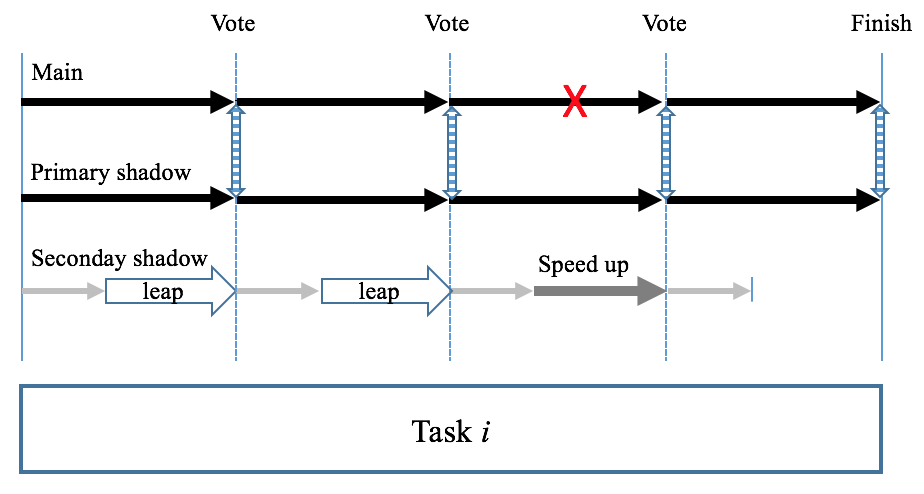 Vote Vote Vote Finish
Main
Primary shadow
Seconday shadow
Speed up
leap leap
Task i